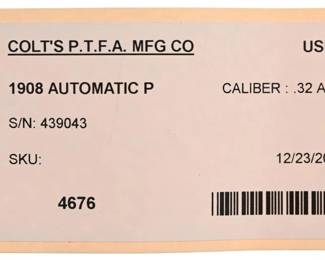 COLT'S P.T.F.A. MFG CO US
1908 AUTOMATIC P CALIBER : .32 A
S/N: 439043
SKU: 12/23/20
4676